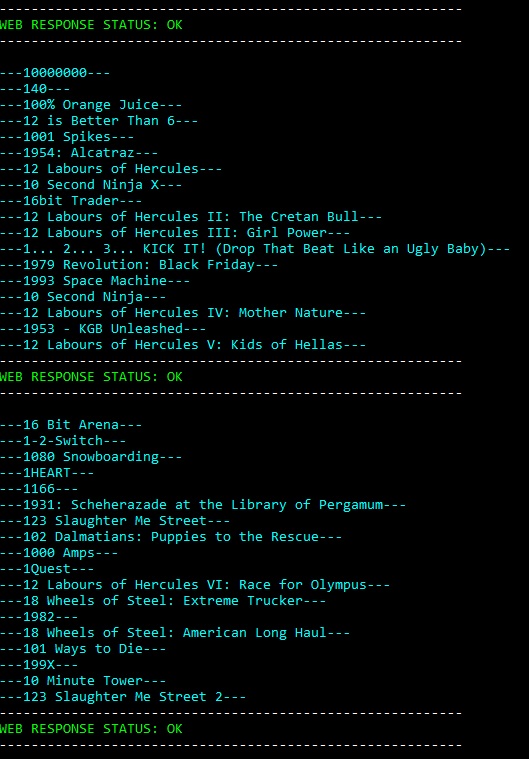 ----------------------------------------------------------
WEB RESPONSE STATUS: OK
----------------------------------------------------------
---10000000---
---140---
---100% Orange Juice---
---12 is Better Than 6---
---1001 Spikes---
---1954: Alcatraz---
---12 Labours of Hercules---
---10 Second Ninja X---
---16bit Trader---
---12 Labours of Hercules II: The Cretan Bull---
---12 Labours of Hercules III: Girl Power---
---1... 2... 3... KICK IT! (Drop That Beat Like an Ugly Baby)---
---1979 Revolution: Black Friday---
---1993 Space Machine---
---10 Second Ninja---
---12 Labours of Hercules IV: Mother Nature---
---1953 - KGB Unleashed---
---12 Labours of Hercules V: Kids of Hellas---
----------------------------------------------------------
WEB RESPONSE STATUS: OK
----------------------------------------------------------
---16 Bit Arena---
---1-2-Switch---
---1080 Snowboarding---
---1HEART---
---1166---
---1931: Scheherazade at the Library of Pergamum---
---123 Slaughter Me Street---
---102 Dalmatians: Puppies to the Rescue---
---1000 Amps---
---1Quest---
---12 Labours of Hercules VI: Race for Olympus---
---18 Wheels of Steel: Extreme Trucker---
---1982---
---18 Wheels of Steel: American Long Haul---
---101 Ways to Die---
---199X---
---10 Minute Tower---
---123 Slaughter Me Street 2---
----------------------------------------------------------
WEB RESPONSE STATUS: OK
----------------------------------------------------------